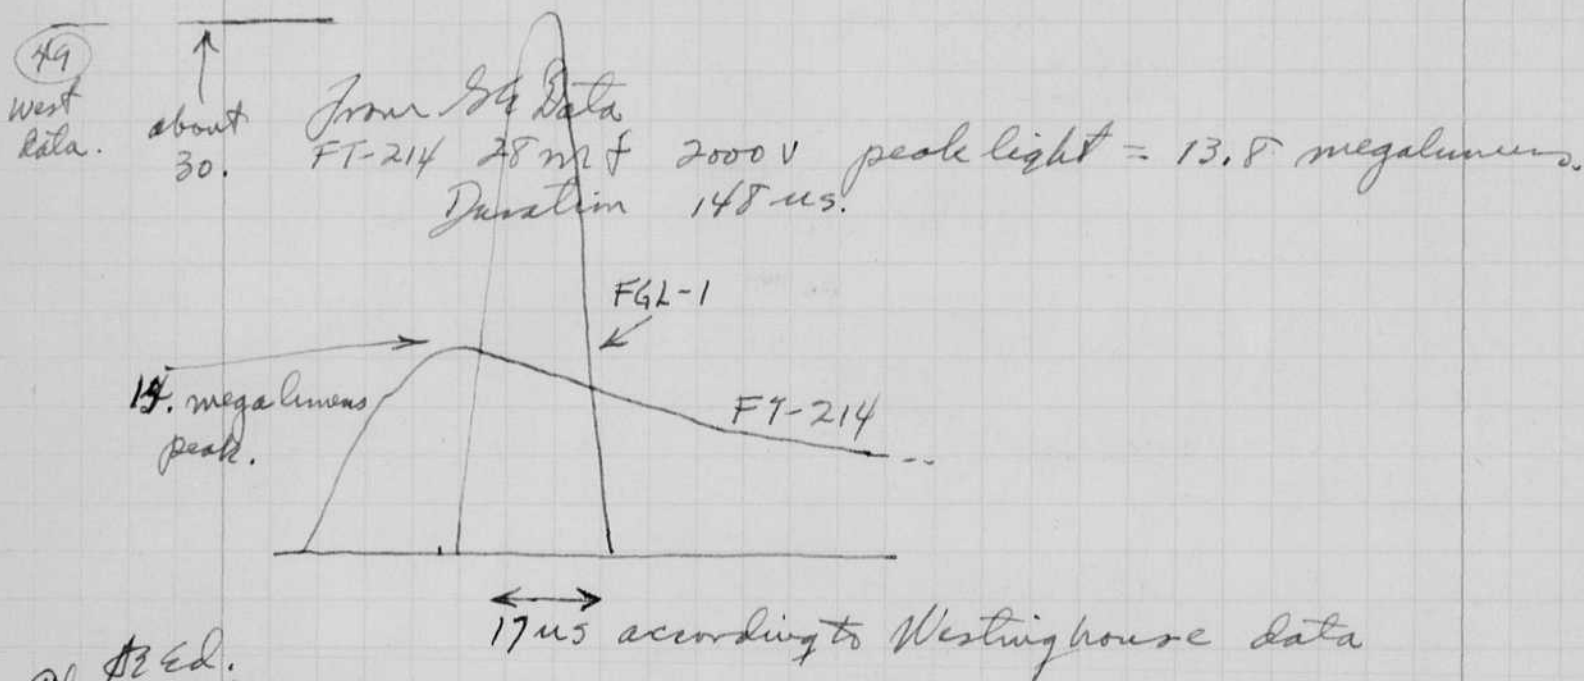 49
West
data.
about
30.
From GE Data
FT-214 28 mf 2000 V peak light = 13.8 megalumens.
Duration 148 us.
FGL-1
megalumens
peak.
FT-214
17 us according to Westinghouse data
Ed.